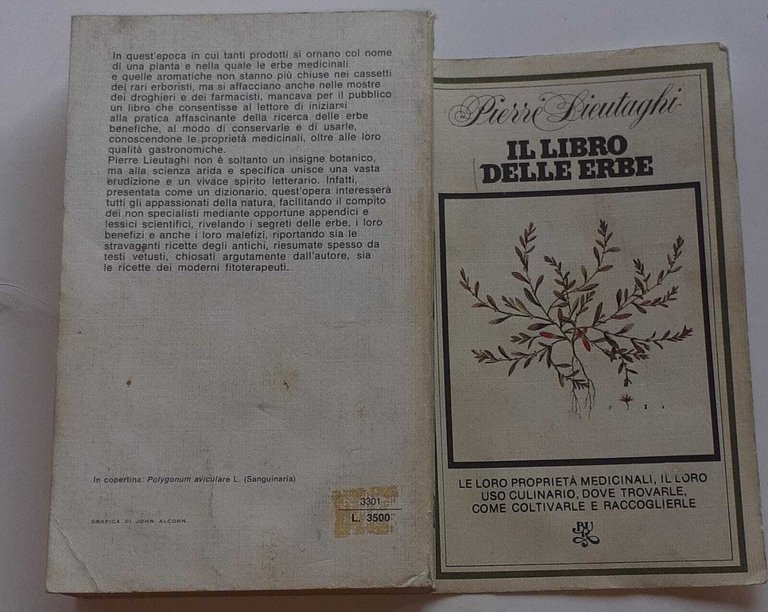 In quest'epoca in cui tanti prodotti si ornano col nome
di una pianta e nella quale le erbe medicinali
e quelle aromatiche non stanno più chiuse nei cassetti
dei rari erboristi, ma si affacciano anche nelle mostre
dei droghieri e dei farmacisti, mancava per il pubblico
un libro che consentisse al lettore di iniziarsi
alla pratica affascinante della ricerca delle erbe
benefiche, al modo di conservarle e di usarle,
conoscendone le proprietà medicinali, oltre alle loro
qualità gastronomiche.
Pierre Lieutaghi non è soltanto un insigne botanico,
ma alla scienza arida e specifica unisce una vasta
erudizione e un vivace spirito letterario. Infatti,
presentata come un dizionario, quest'opera interesserà
tutti gli appassionati della natura, facilitando il compito
dei non specialisti mediante opportune appendici e
lessici scientifici, rivelando i segreti delle erbe, i loro
benefizi e anche i loro malefizi, riportando sia le
stravaganti ricette degli antichi, riesumate spesso da
testi vetusti, chiosati argutamente dall'autore, sia
le ricette dei moderni fitoterapeuti.
In copertina: Polygonum aviculare L. (Sanguinaria)
GRAFICA DI JOHN ALCORN
3301
L. 3500
Pierre Lieutaghi
IL LIBRO
DELLE ERBE
LE LORO PROPRIETÀ MEDICINALI, IL LORO
USO CULINARIO, DOVE TROVARLE,
COME COLTIVARLE E RACCOGLIERLE
BUR